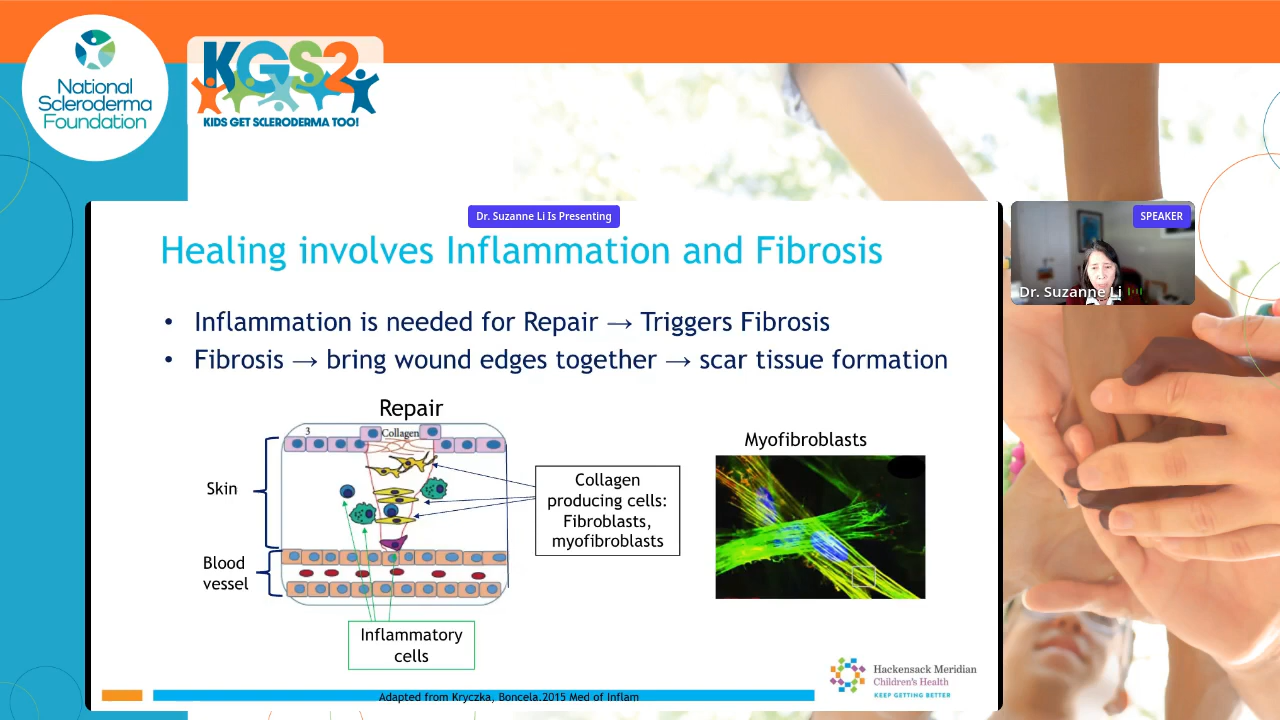 National
Scleroderma
Foundation
KGS2
KIDS GET SCLERODERMA TOO!
Dr. Suzanne Li Is Presenting
SPEAKER
Dr. Suzanne Li
Healing involves Inflammation and Fibrosis
• Inflammation is needed for Repair → Triggers Fibrosis
• Fibrosis → bring wound edges together → scar tissue formation
Repair
3
Collagen
Skin
Blood
vessel
Collagen
producing cells:
Fibroblasts,
myofibroblasts
Inflammatory
cells
Myofibroblasts
Adapted from Kryczka, Boncela.2015 Med of Inflam
Hackensack Meridian
Children's Health
KEEP GETTING BETTER